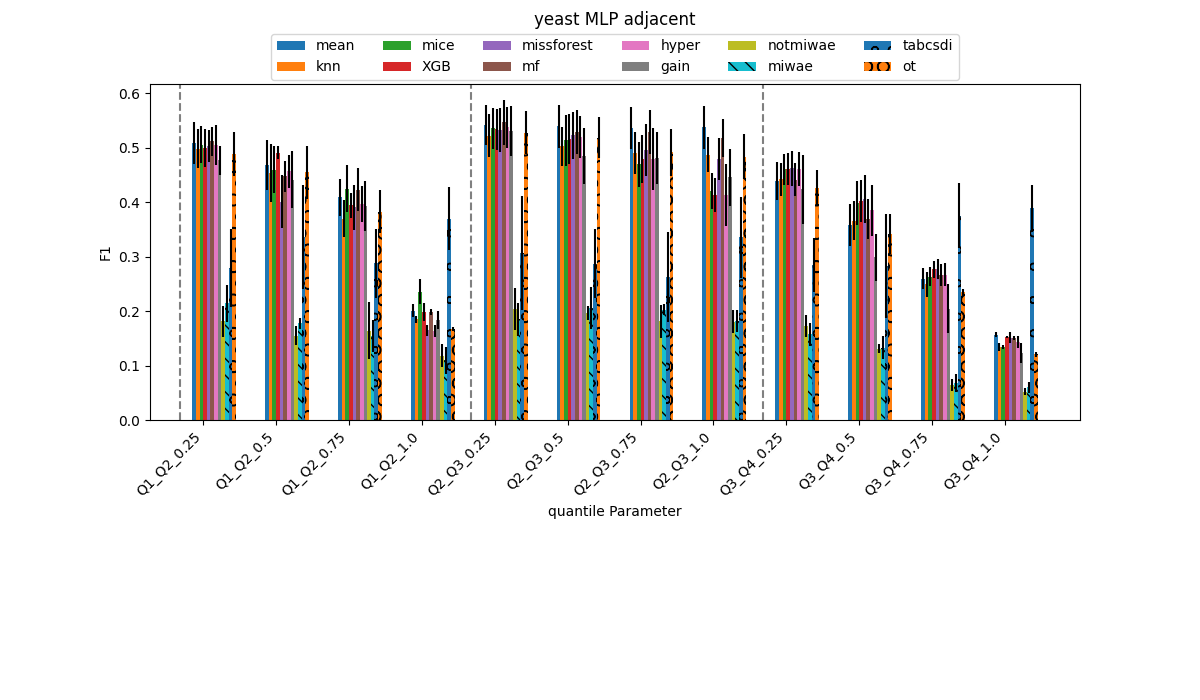 yeast MLP adjacent
mean mice missforest hyper notmiwae tabcsdi
knn XGB mf gain miwae ot
0.6
0.5
0.4
0.3
0.2
0.1
0.0
F1
Q1_Q2_0.25
Q1_Q2_0.5
Q1_Q2_0.75
Q1_Q2_1.0
Q2_Q3_0.25
Q2_Q3_0.5
Q2_Q3_0.75
Q2_Q3_1.0
Q3_Q4_0.25
Q3_Q4_0.5
Q3_Q4_0.75
Q3_Q4_1.0
quantile Parameter